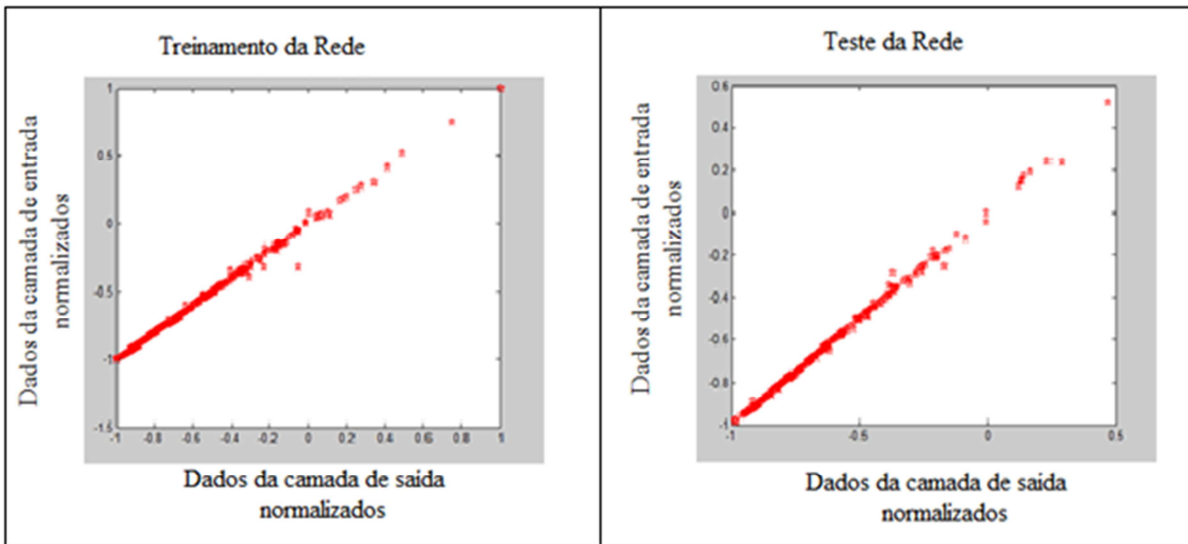 Treinamento da Rede
Dados da camada de entrada
normalizados
1
0.5
0
-0.5
-1
-1.5
-1 -0.8 -0.6 -0.4 -0.2 0 0.2 0.4 0.6 0.8 1
Dados da camada de saída
normalizados
Teste da Rede
Dados da camada de entrada
normalizados
0.6
0.4
0.2
0
-0.2
-0.4
-0.6
-0.8
-1
-1 -0.5 0 0.5
Dados da camada de saída
normalizados